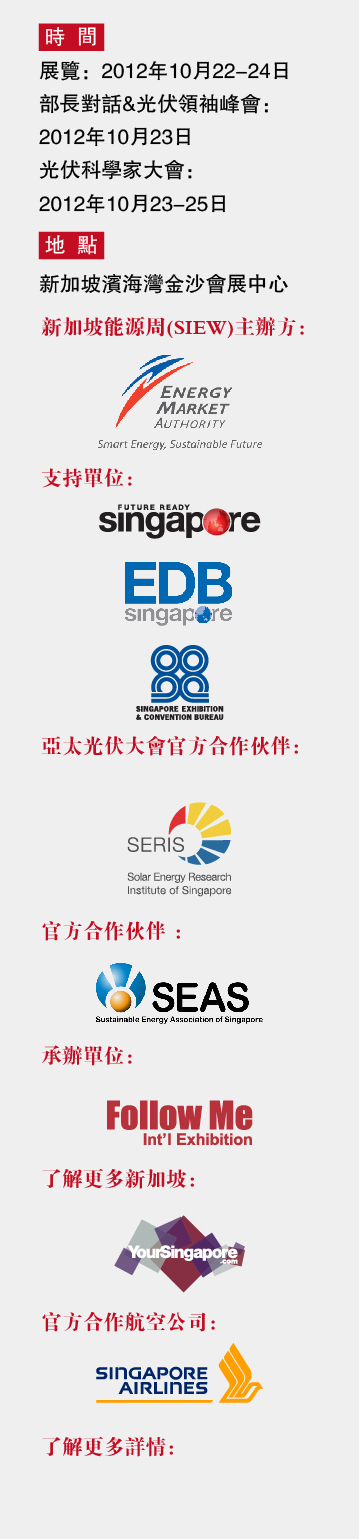 時 間
展覽：2012年10月22-24日
部長對話&光伏領袖峰會：
2012年10月23日
光伏科學家大會：
2012年10月23-25日
地 點
新加坡濱海灣金沙會展中心
新加坡能源周(SIEW)主辦方：
ENERGY
MARKET
AUTHORITY
Smart Energy, Sustainable Future
支持單位：
FUTURE READY
singapore
EDB
singapore
SINGAPORE EXHIBITION
& CONVENTION BUREAU
亞太光伏大會官方合作伙伴：
SERIS
Solar Energy Research
Institute of Singapore
官方合作伙伴 ：
SEAS
Sustainable Energy Association of Singapore
承辦單位：
Follow Me
Int'l Exhibition
了解更多新加坡：
YourSingapore
.com
官方合作航空公司：
SINGAPORE
AIRLINES
了解更多詳情：